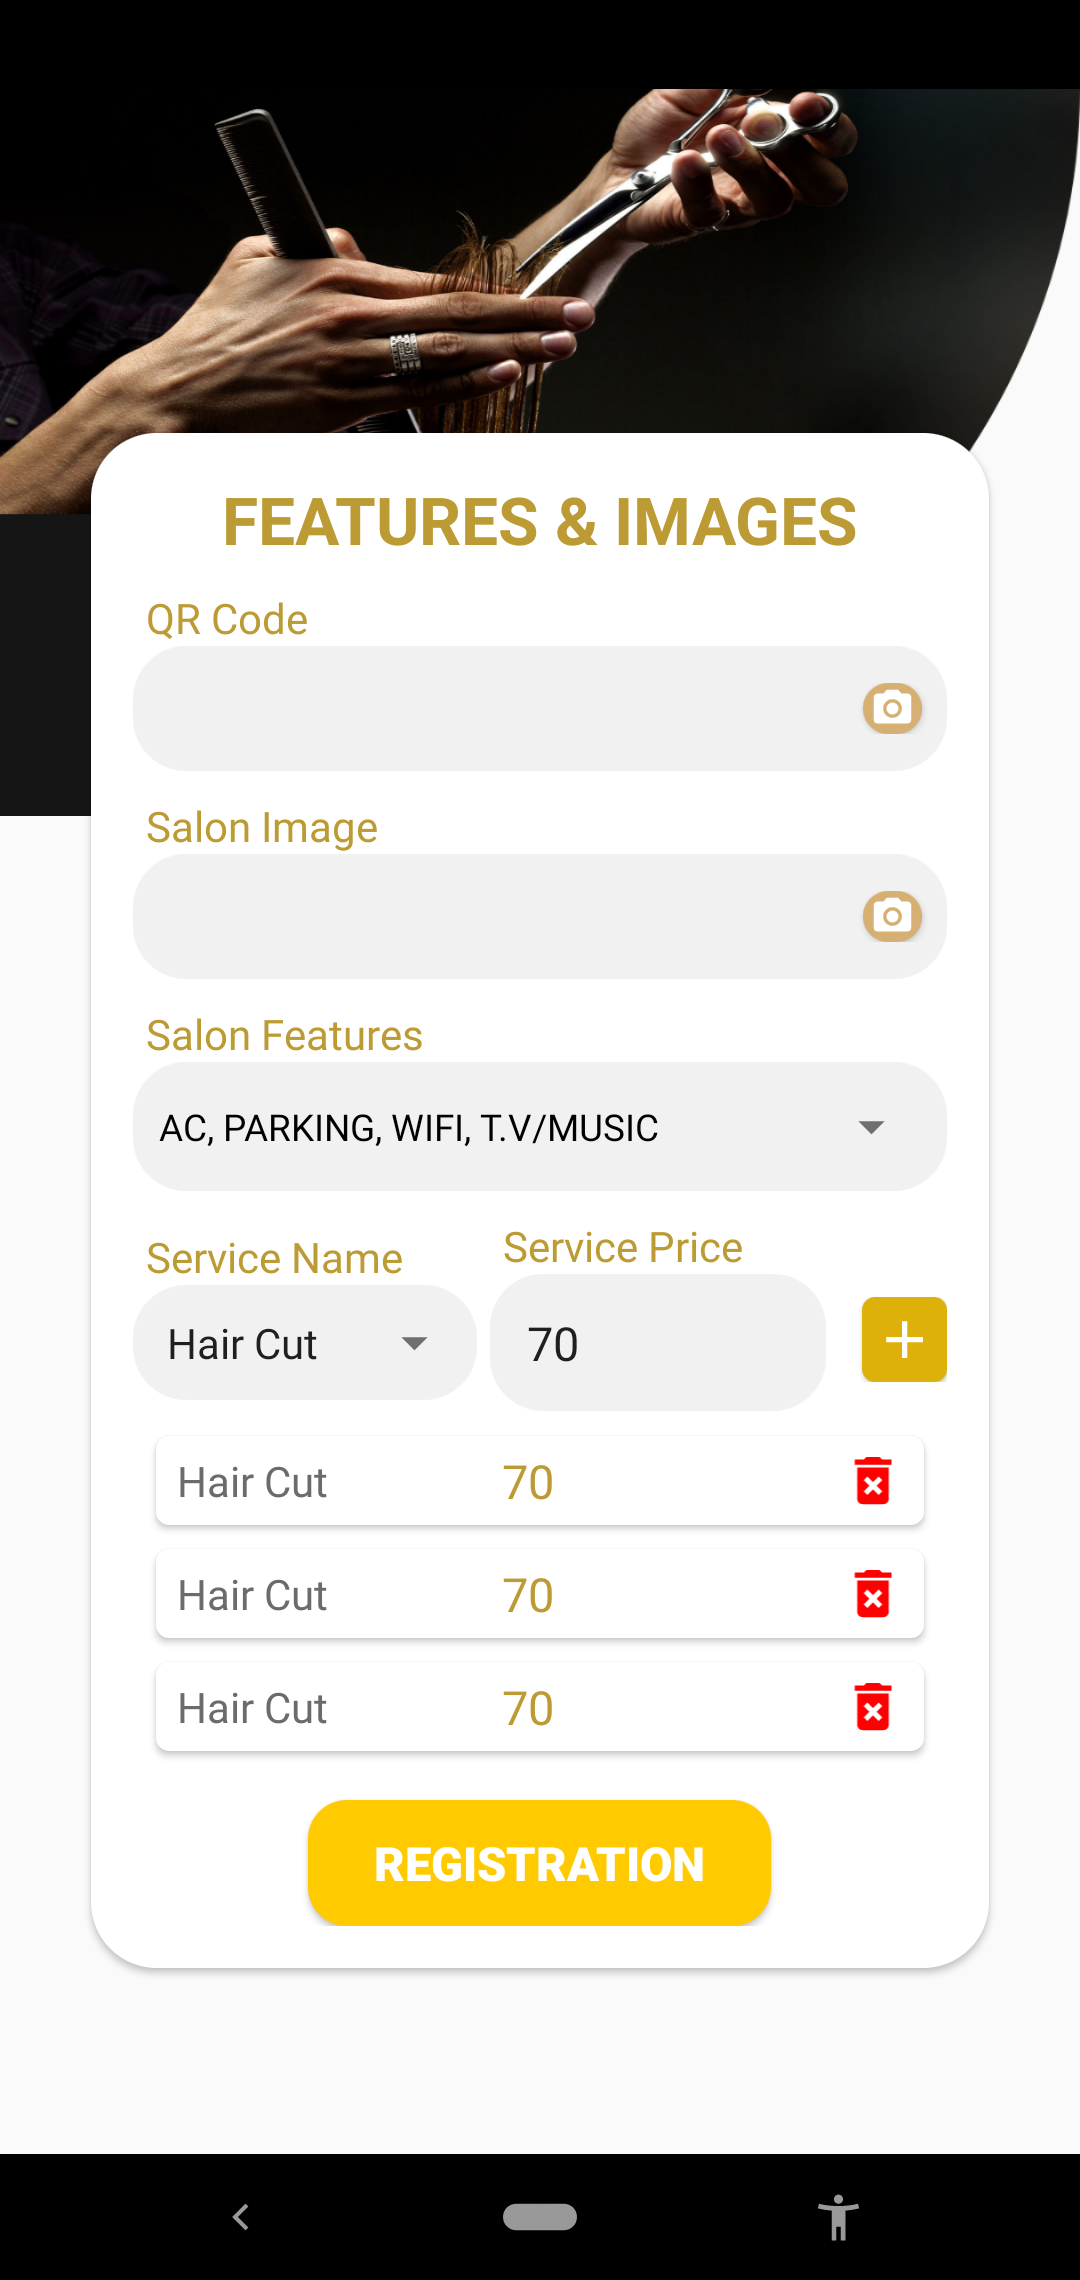 FEATURES & IMAGES
QR Code
Salon Image
Salon Features
AC, PARKING, WIFI, T.V/MUSIC
Service Name
Service Price
Hair Cut
70
Hair Cut 70
Hair Cut 70
Hair Cut 70
REGISTRATION